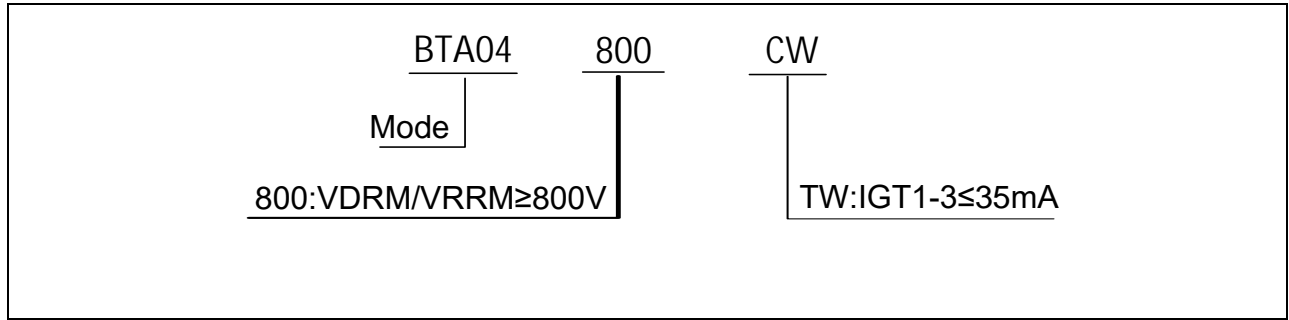 BTA04 800 CW
Mode
800:VDRM/VRRM≥800V TW:IGT1-3≤35mA